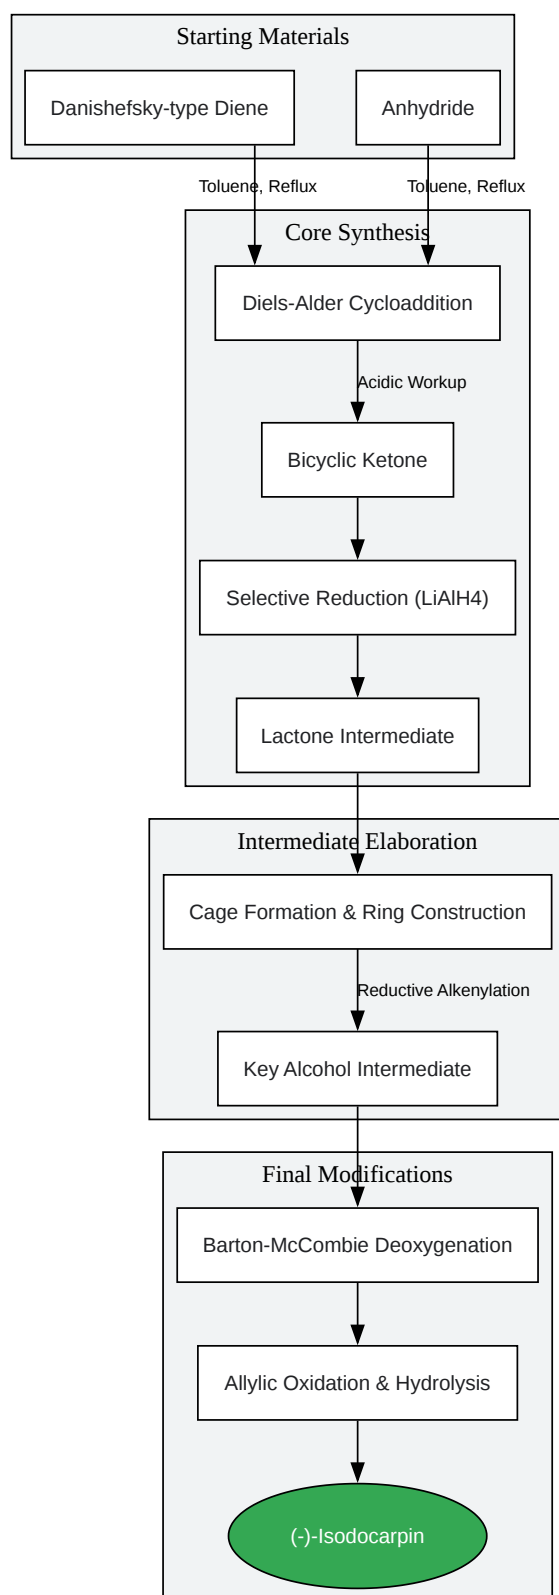 Starting Materials
Danishefsky-type Diene
Anhydride
Toluene, Reflux
Toluene, Reflux
Core Synthesis
Diels-Alder Cycloaddition
Acidic Workup
Bicyclic Ketone
Selective Reduction (LiAlH4)
Lactone Intermediate
Intermediate Elaboration
Cage Formation & Ring Construction
Reductive Alkenylation
Key Alcohol Intermediate
Final Modifications
Barton-McCombie Deoxygenation
Allylic Oxidation & Hydrolysis
(-)-Isodocarpin